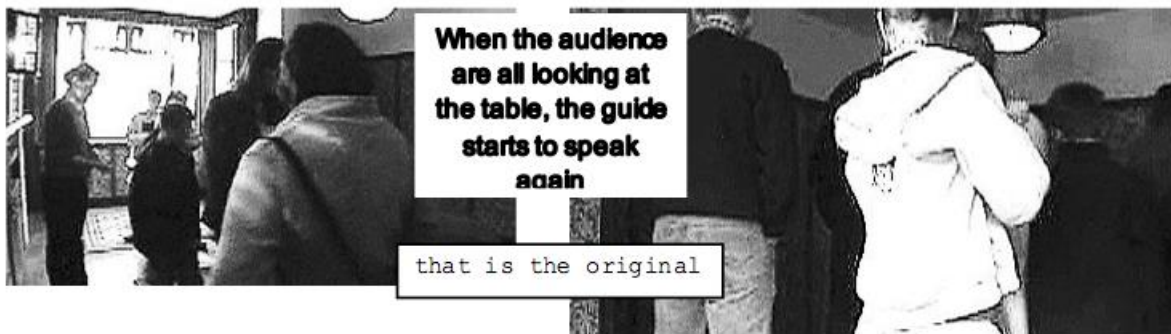 When the audience
are all looking at
the table, the guide
starts to speak
again
that is the original